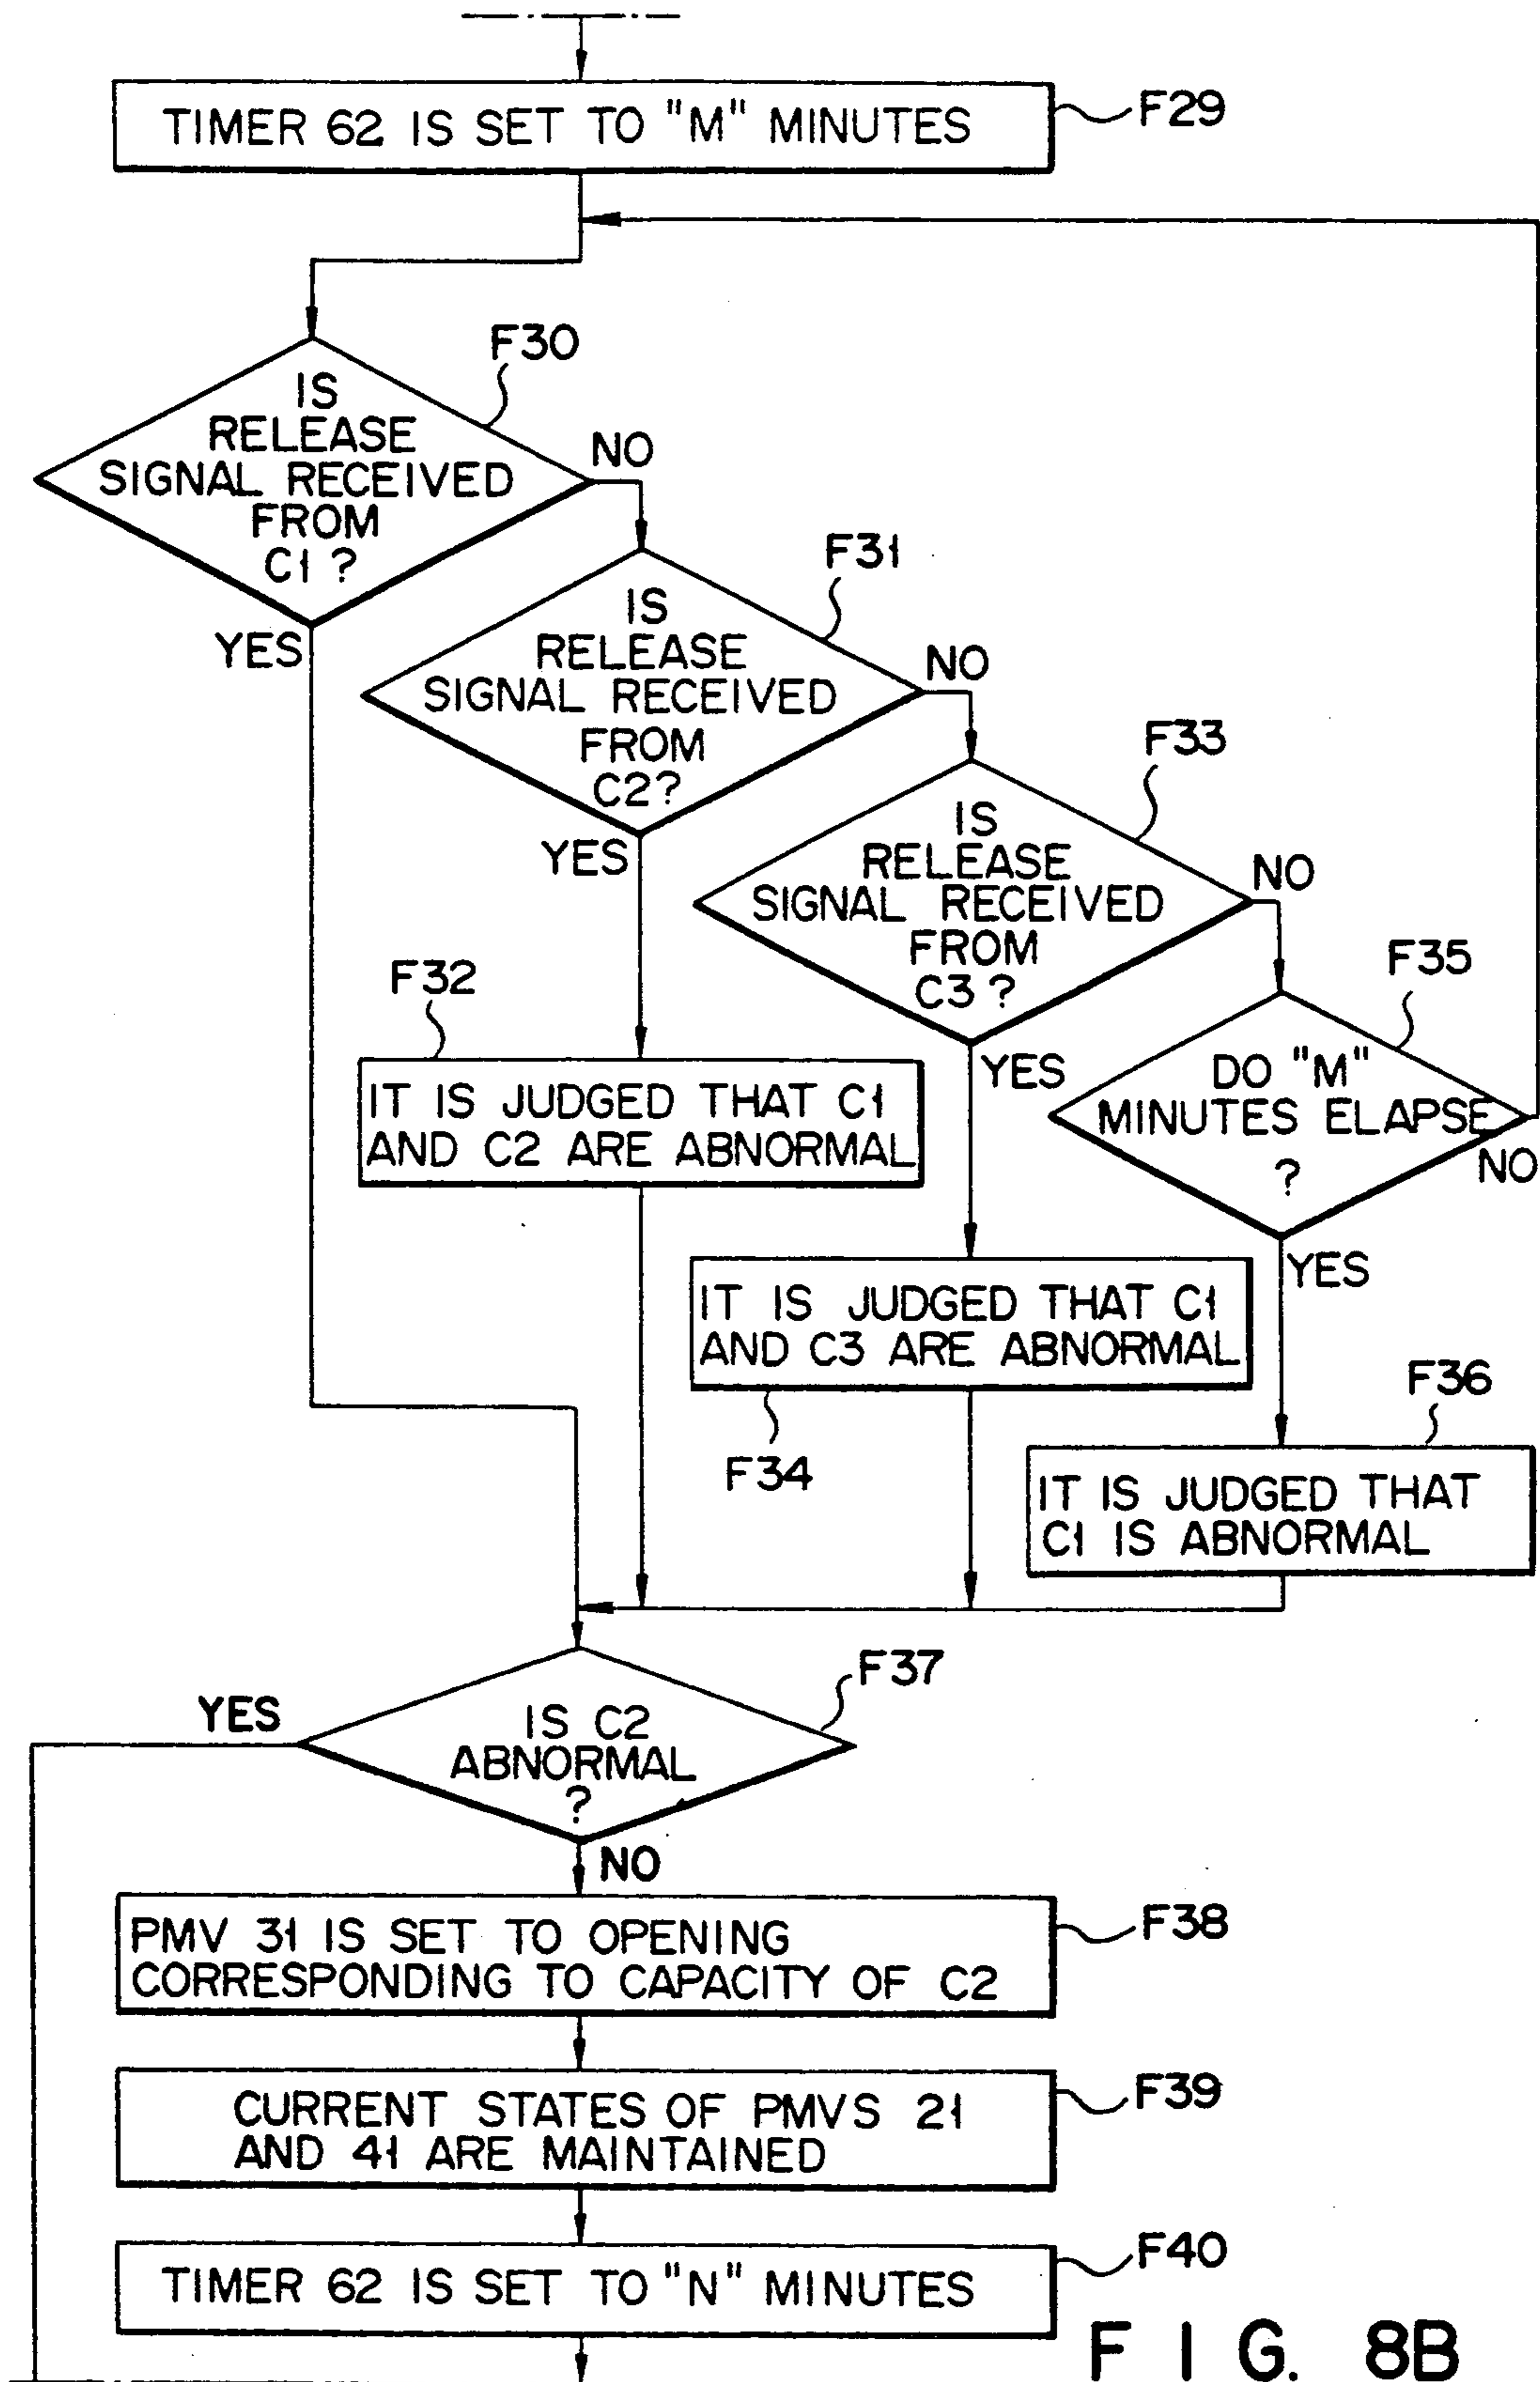 TIMER 62 IS SET TO "M" MINUTES
F29
F30
IS
RELEASE
SIGNAL RECEIVED
FROM
C1 ?
NO
YES
F31
IS
RELEASE
SIGNAL RECEIVED
FROM
C2?
NO
YES
F33
IS
RELEASE
SIGNAL RECEIVED
FROM
C3 ?
NO
YES
F35
DO "M"
MINUTES ELAPSE
?
NO
YES
F32
IT IS JUDGED THAT C1
AND C2 ARE ABNORMAL
IT IS JUDGED THAT C1
AND C3 ARE ABNORMAL
F34
F36
IT IS JUDGED THAT
C1 IS ABNORMAL
F37
IS C2
ABNORMAL
?
YES
NO
PMV 31 IS SET TO OPENING
CORRESPONDING TO CAPACITY OF C2
F38
CURRENT STATES OF PMVS 21
AND 41 ARE MAINTAINED
F39
TIMER 62 IS SET TO "N" MINUTES
F40
F I G. 8B